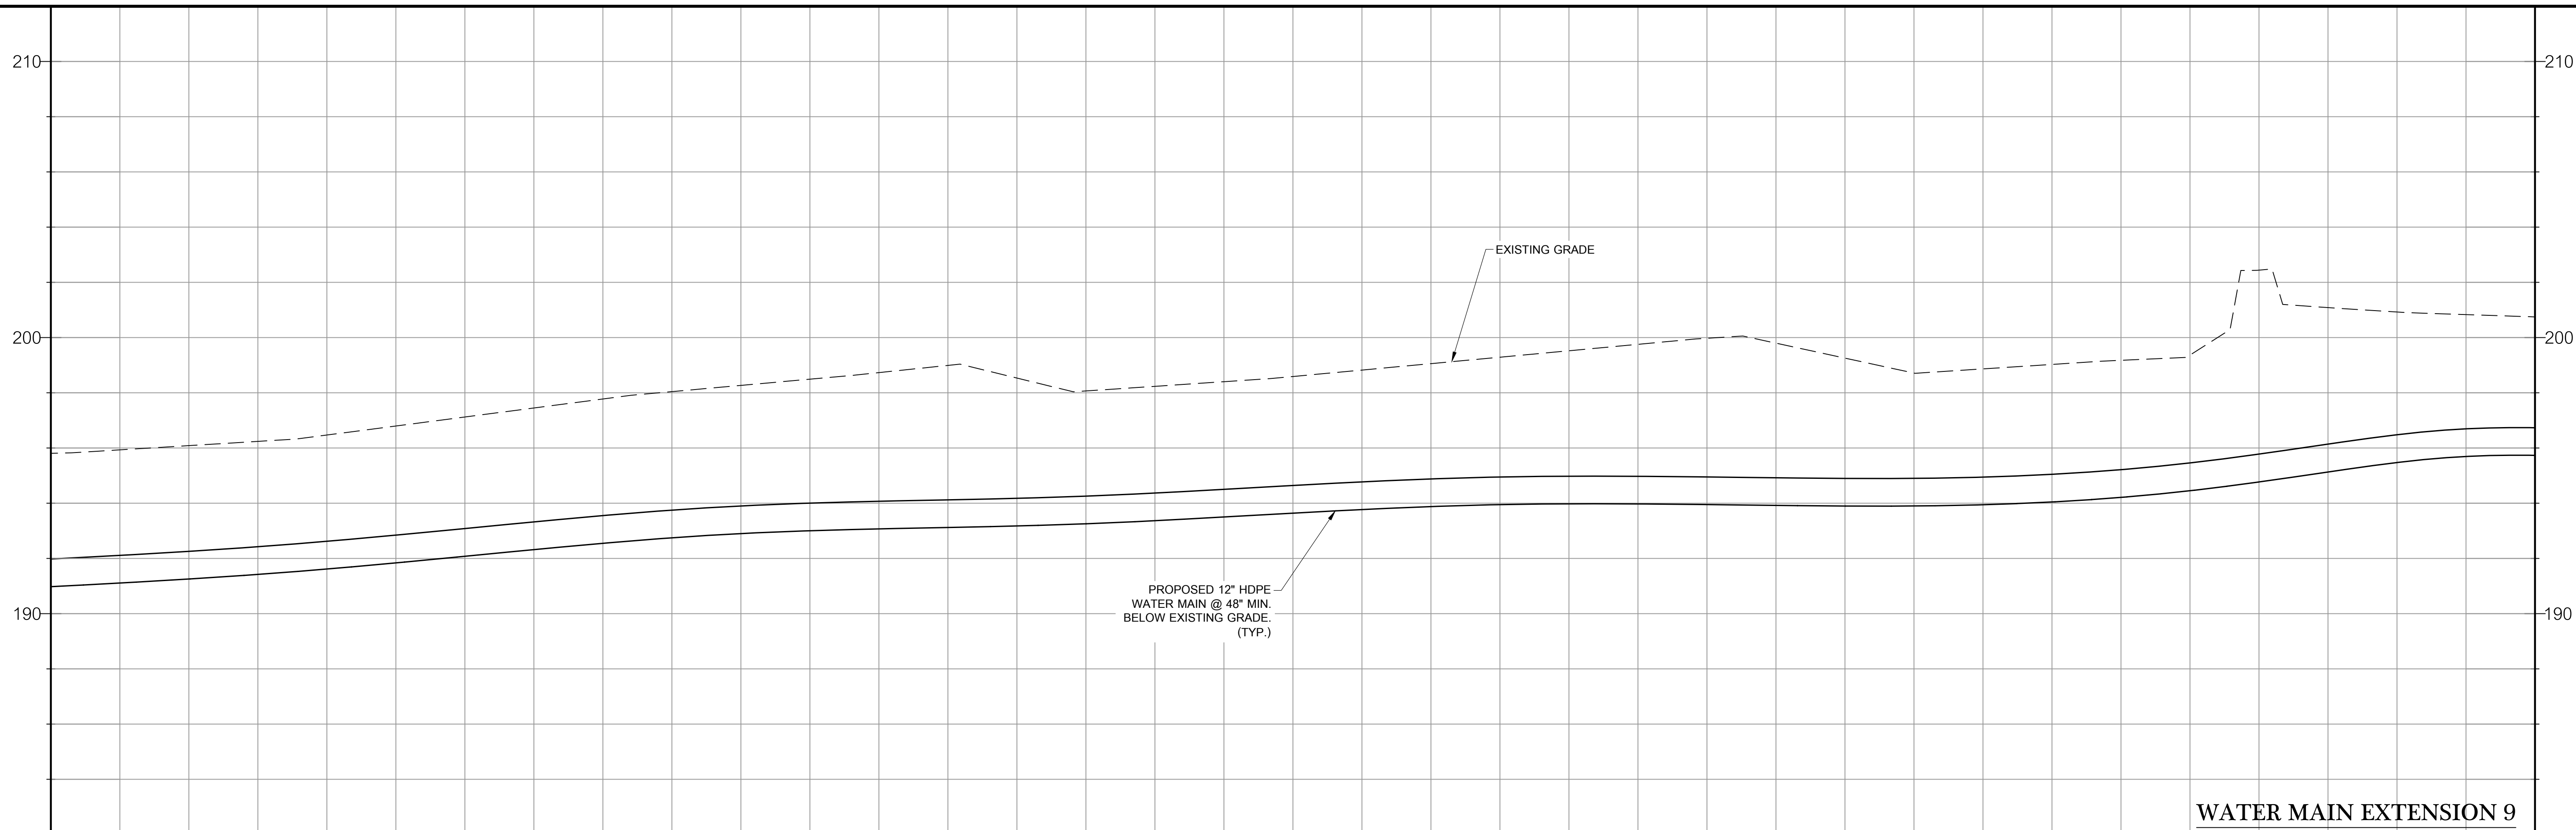 210
210
EXISTING GRADE
200
200
PROPOSED 12" HDPE
WATER MAIN @ 48" MIN.
BELOW EXISTING GRADE.
(TYP.)
190
190
WATER MAIN EXTENSION 9